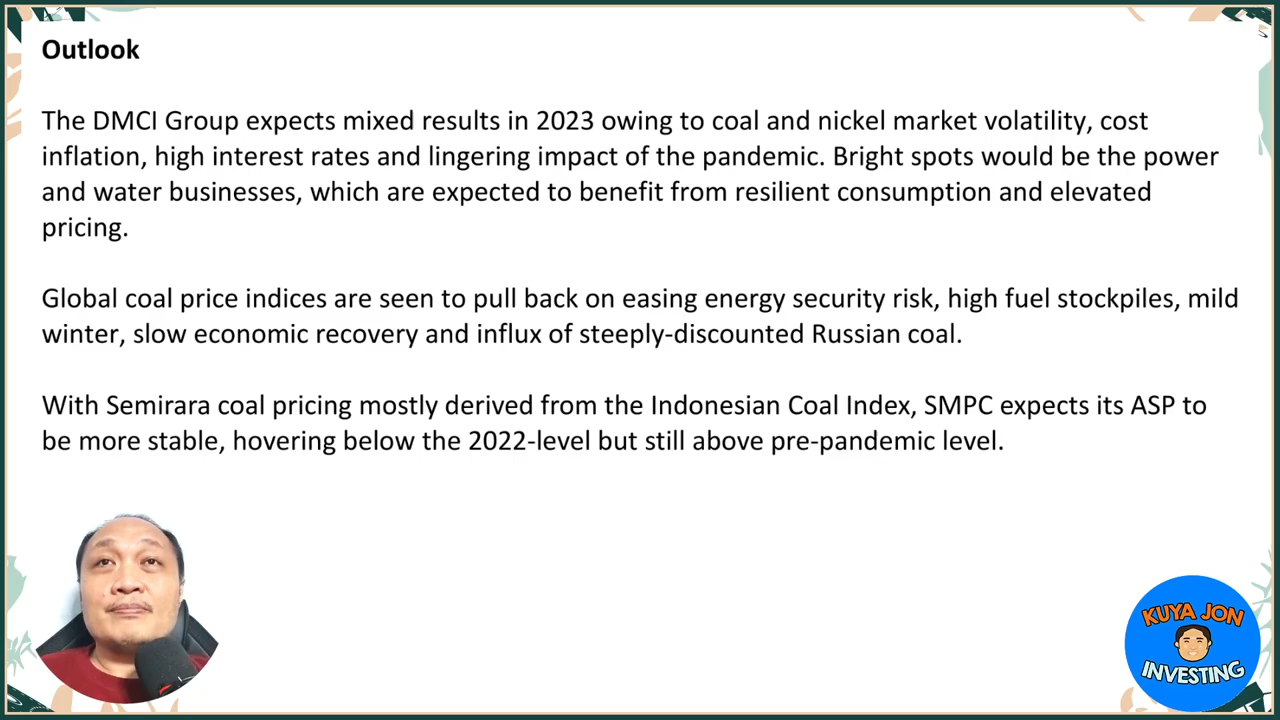 Outlook
The DMCI Group expects mixed results in 2023 owing to coal and nickel market volatility, cost
inflation, high interest rates and lingering impact of the pandemic. Bright spots would be the power
and water businesses, which are expected to benefit from resilient consumption and elevated
pricing.
Global coal price indices are seen to pull back on easing energy security risk, high fuel stockpiles, mild
winter, slow economic recovery and influx of steeply-discounted Russian coal.
With Semirara coal pricing mostly derived from the Indonesian Coal Index, SMPC expects its ASP to
be more stable, hovering below the 2022-level but still above pre-pandemic level.
KUYA JON
INVESTING